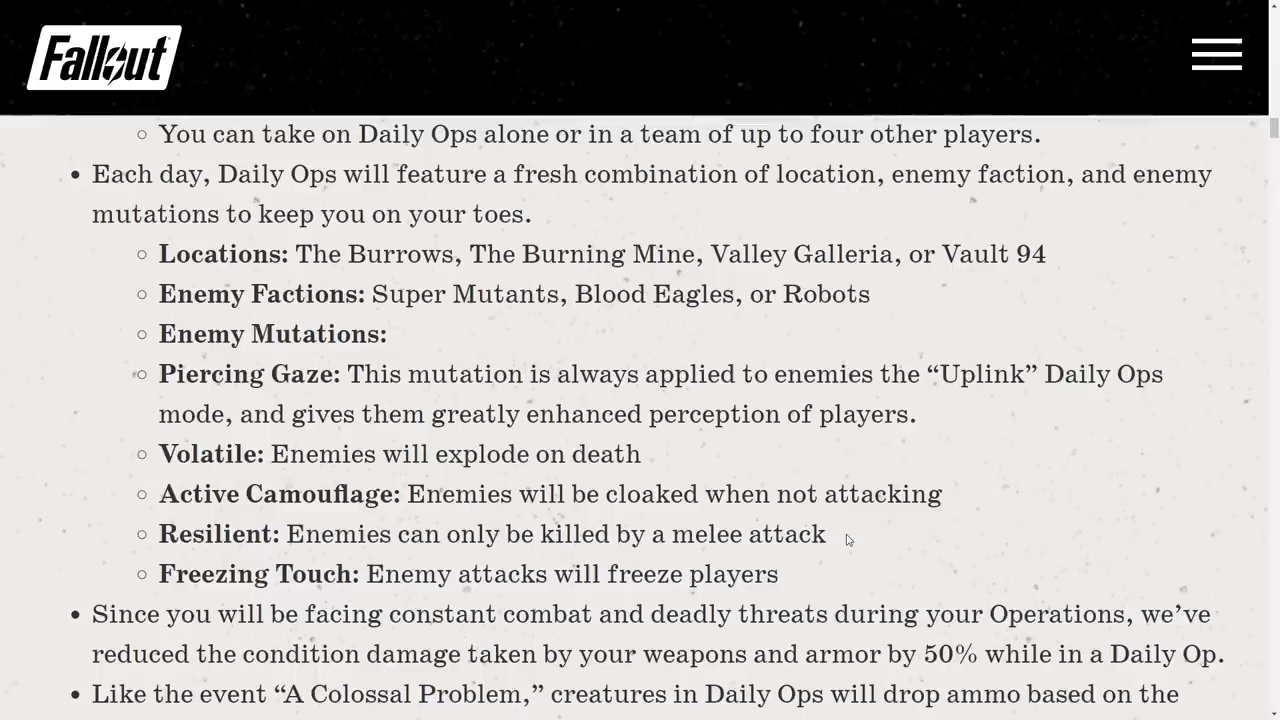 Fallout
You can take on Daily Ops alone or in a team of up to four other players.
Each day, Daily Ops will feature a fresh combination of location, enemy faction, and enemy
mutations to keep you on your toes.
Locations: The Burrows, The Burning Mine, Valley Galleria, or Vault 94
Enemy Factions: Super Mutants, Blood Eagles, or Robots
Enemy Mutations:
Piercing Gaze: This mutation is always applied to enemies the “Uplink” Daily Ops
mode, and gives them greatly enhanced perception of players.
Volatile: Enemies will explode on death
Active Camouflage: Enemies will be cloaked when not attacking
Resilient: Enemies can only be killed by a melee attack
Freezing Touch: Enemy attacks will freeze players
Since you will be facing constant combat and deadly threats during your Operations, we’ve
reduced the condition damage taken by your weapons and armor by 50% while in a Daily Op.
Like the event “A Colossal Problem,” creatures in Daily Ops will drop ammo based on the